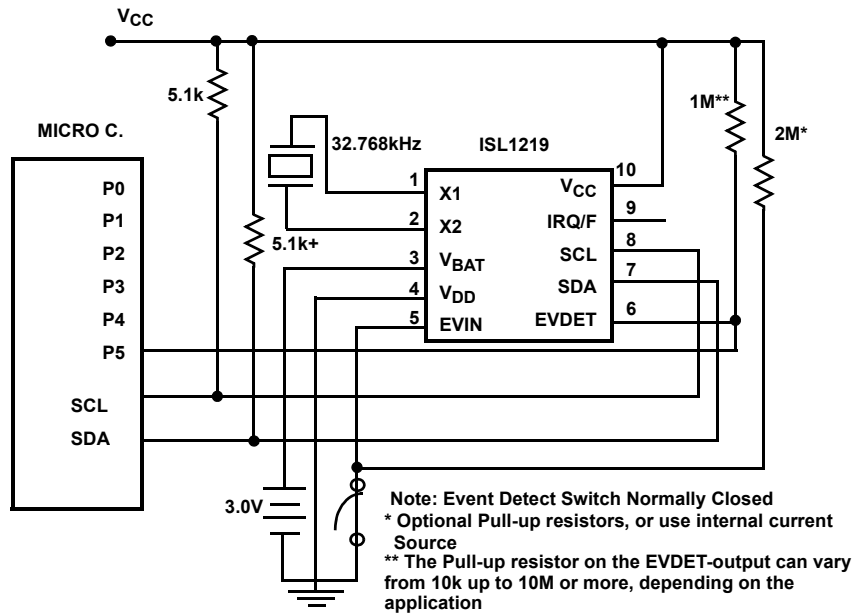 VCC
5.1k
1M**
2M*
MICRO C.
32.768kHz
ISL1219
P0
P1
P2
P3
P4
P5
SCL
SDA
5.1k+
1
2
3
4
5
X1
X2
VBAT
VDD
EVIN
VCC
IRQ/F
SCL
SDA
EVDET
10
9
8
7
6
3.0V
Note: Event Detect Switch Normally Closed
* Optional Pull-up resistors, or use internal current
Source
** The Pull-up resistor on the EVDET-output can vary
from 10k up to 10M or more, depending on the
application